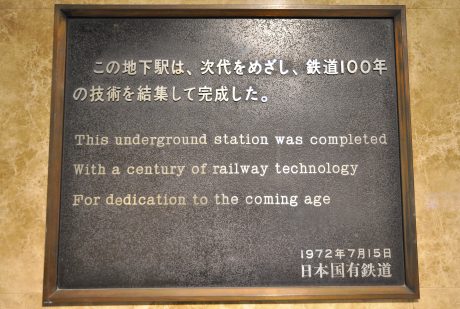 この地下駅は、次代をめざし、鉄道100年
の技術を結集して完成した。
This underground station was completed
With a century of railway technology
For dedication to the coming age
1972年7月15日
日本国有鉄道